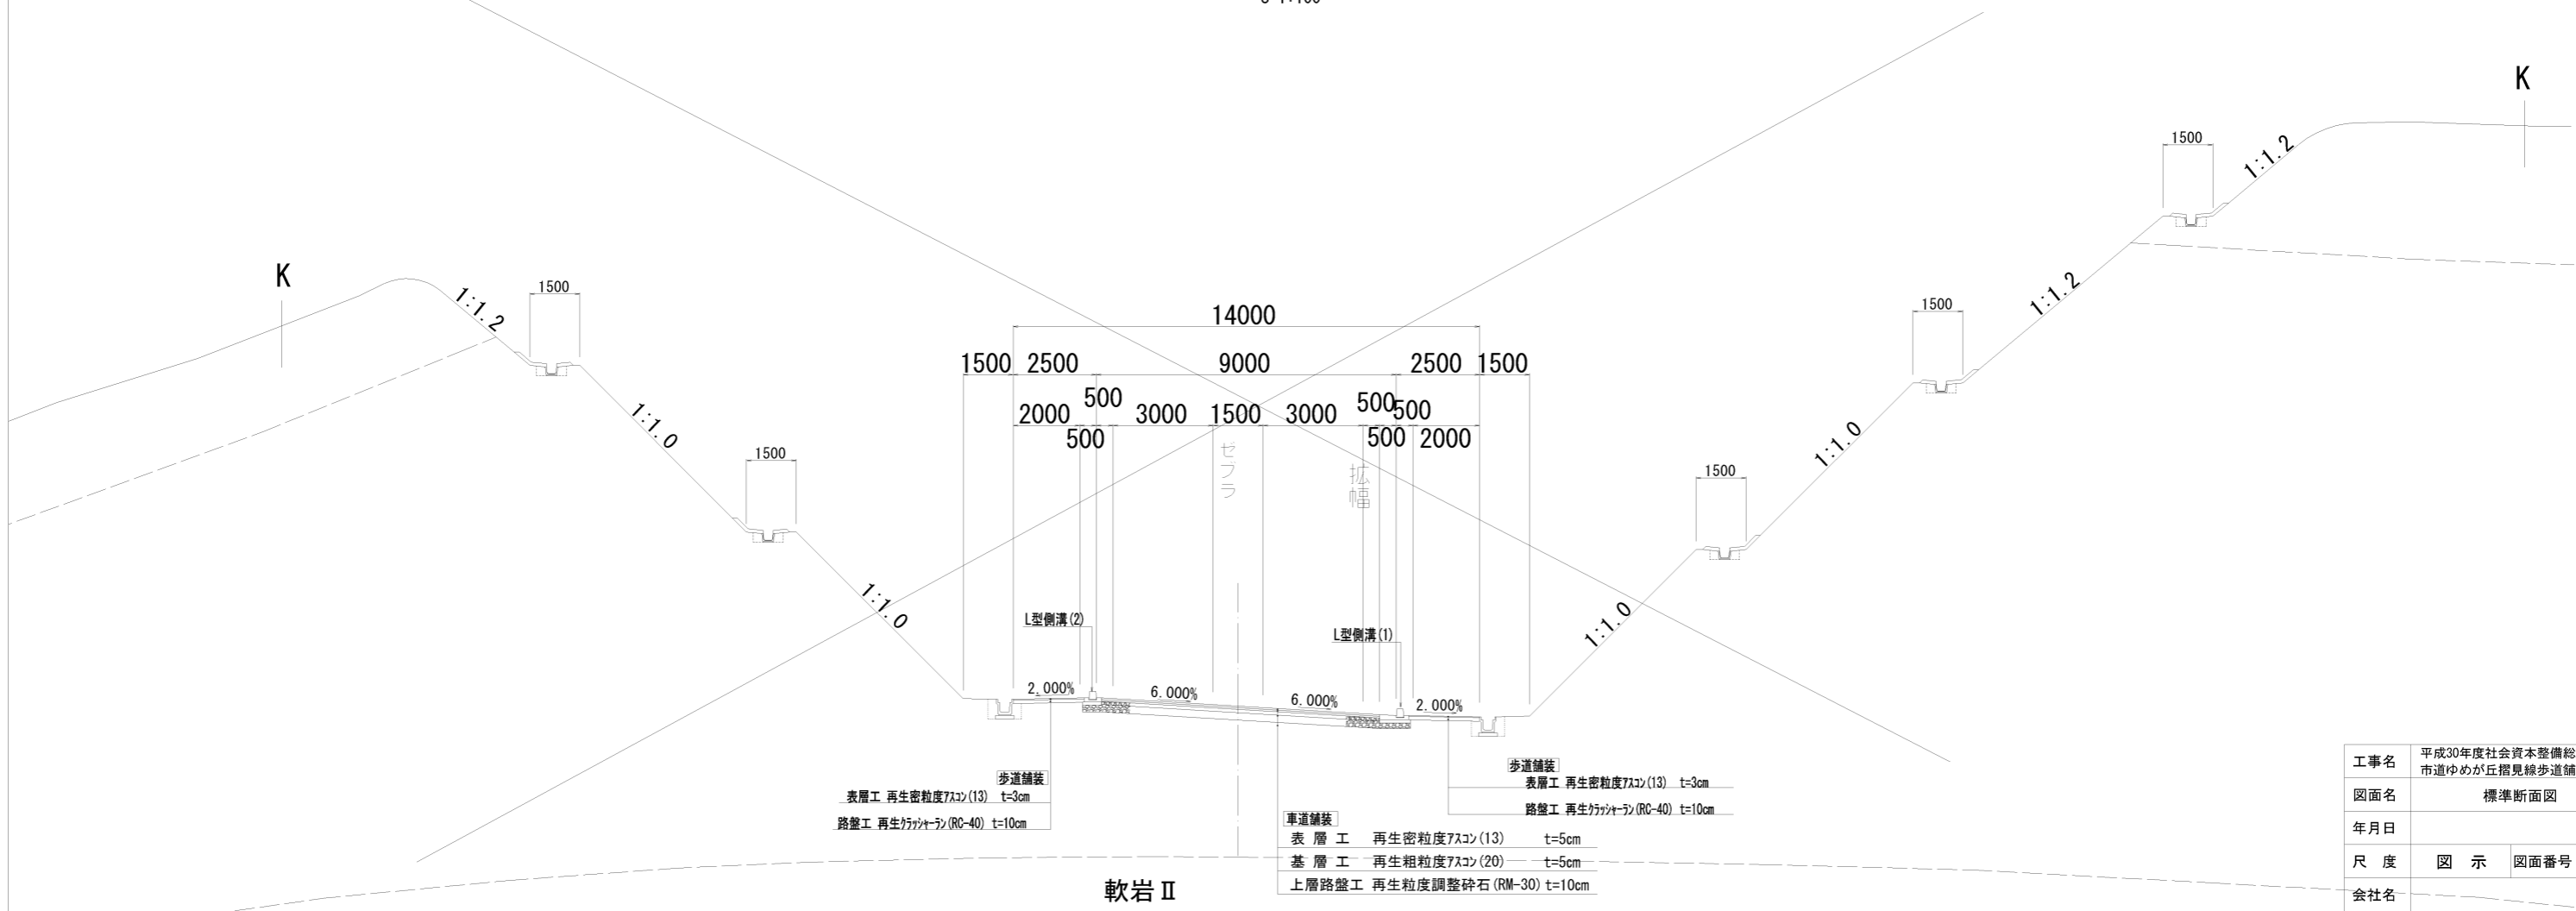 K
1500
1:1.2
K
1500
1:1.2
1:1.2
1500
14000
1500 2500 9000 2500 1500
500 500 500
2000 3000 1500 3000
500 500 2000
ゼブラ
拡幅
1:1.0
1500
1:1.0
1500
1:1.0
1:1.0
L型側溝(2)
L型側溝(1)
2.000% 6.000% 6.000% 2.000%
歩道舗装
表層工 再生密粒度アスコン(13) t=3cm
路盤工 再生クラッシャーラン(RC-40) t=10cm
歩道舗装
表層工 再生密粒度アスコン(13) t=3cm
路盤工 再生クラッシャーラン(RC-40) t=10cm
車道舗装
表層工 再生密粒度アスコン(13) t=5cm
基層工 再生粗粒度アスコン(20) t=5cm
上層路盤工 再生粒度調整砕石(RM-30) t=10cm
軟岩Ⅱ
工事名 平成30年度社会資本整備総
市道ゆめが丘摺見線歩道舗
図面名 標準断面図
年月日
尺度 図示 図面番号
会社名